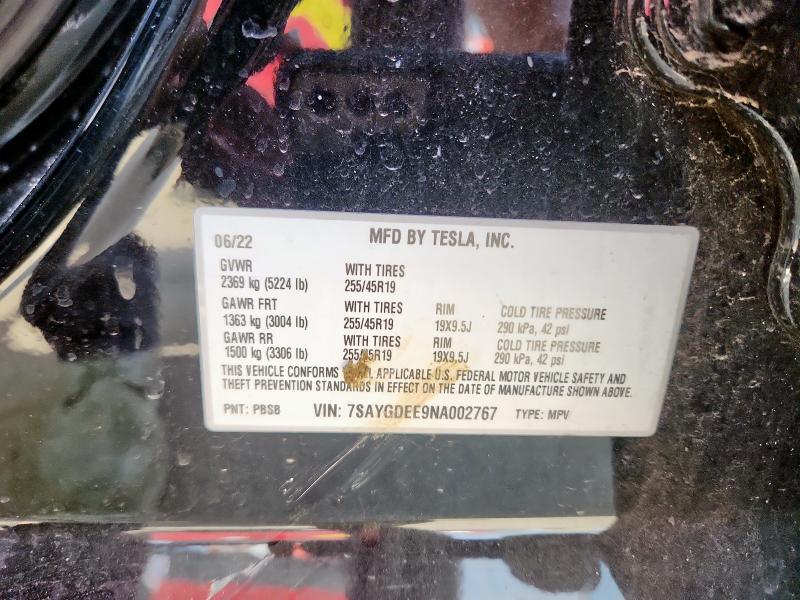 06/22 MFD BY TESLA, INC.
GVWR WITH TIRES
2369 kg (5224 lb) 255/45R19
GAWR FRT WITH TIRES RIM COLD TIRE PRESSURE
1363 kg (3004 lb) 255/45R19 19X9.5J 290 kPa, 42 psi
GAWR RR WITH TIRES RIM COLD TIRE PRESSURE
1500 kg (3306 lb) 255/45R19 19X9.5J 290 kPa, 42 psi
THIS VEHICLE CONFORMS ALL APPLICABLE U.S. FEDERAL MOTOR VEHICLE SAFETY AND
THEFT PREVENTION STANDARDS IN EFFECT ON THE DATE OF MANUFACTURE SHOWN ABOVE.
PNT: PBSB VIN: 7SAYGDEE9NA002767 TYPE: MPV